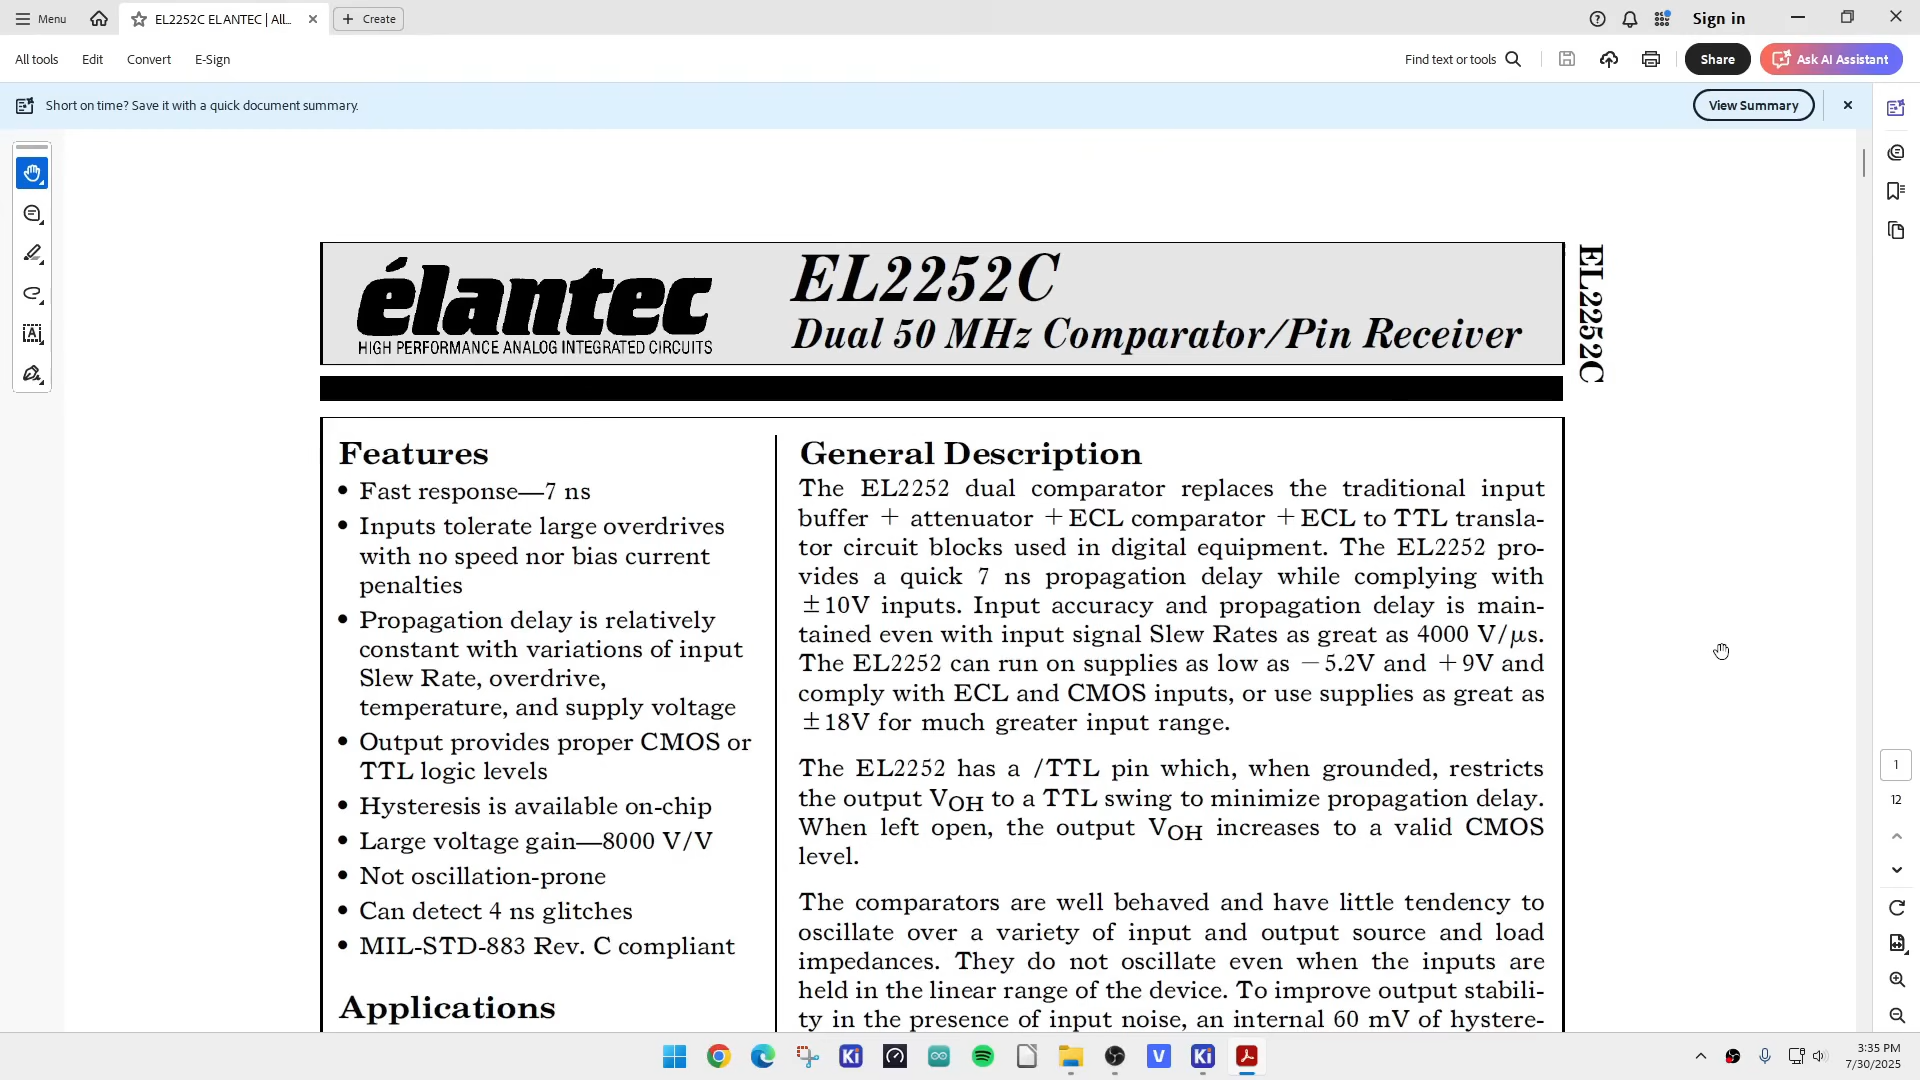 Menu
EL2252C ELANTEC | All...
Create
Sign in
All tools
Edit
Convert
E-Sign
Find text or tools
Share
Ask AI Assistant
Short on time? Save it with a quick document summary.
View Summary
élantec
HIGH PERFORMANCE ANALOG INTEGRATED CIRCUITS
EL2252C
Dual 50 MHz Comparator/Pin Receiver
EL2252C
Features
• Fast response—7 ns
• Inputs tolerate large overdrives
with no speed nor bias current
penalties
• Propagation delay is relatively
constant with variations of input
Slew Rate, overdrive,
temperature, and supply voltage
• Output provides proper CMOS or
TTL logic levels
• Hysteresis is available on-chip
• Large voltage gain—8000 V/V
• Not oscillation-prone
• Can detect 4 ns glitches
• MIL-STD-883 Rev. C compliant
Applications
General Description
The EL2252 dual comparator replaces the traditional input
buffer + attenuator +ECL comparator +ECL to TTL transla-
tor circuit blocks used in digital equipment. The EL2252 pro-
vides a quick 7 ns propagation delay while complying with
±10V inputs. Input accuracy and propagation delay is main-
tained even with input signal Slew Rates as great as 4000 V/μs.
The EL2252 can run on supplies as low as −5.2V and +9V and
comply with ECL and CMOS inputs, or use supplies as great as
±18V for much greater input range.
The EL2252 has a /TTL pin which, when grounded, restricts
the output VOH to a TTL swing to minimize propagation delay.
When left open, the output VOH increases to a valid CMOS
level.
The comparators are well behaved and have little tendency to
oscillate over a variety of input and output source and load
impedances. They do not oscillate even when the inputs are
held in the linear range of the device. To improve output stabili-
ty in the presence of input noise, an internal 60 mV of hystere-
1
12
Ki
V
Ki
3:35 PM
7/30/2025